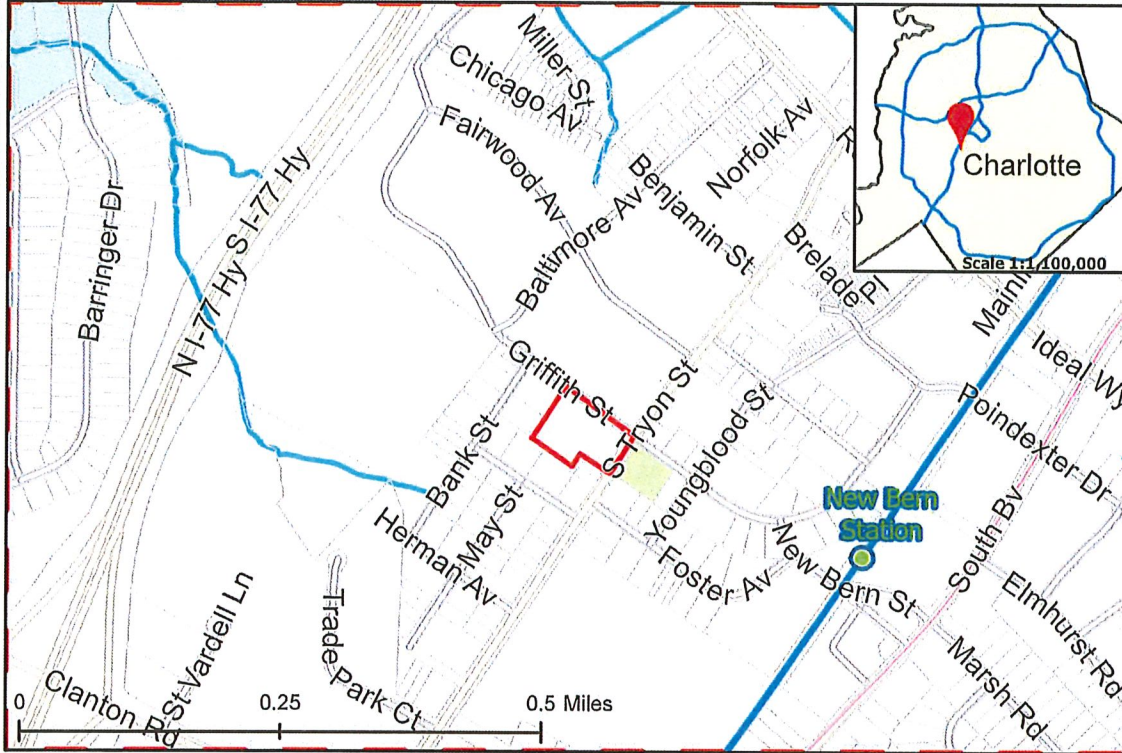 Miller St
Chicago Av
Fairwood Av
Norfolk Av
Benjamin St
Baltimore Av
Brelade Pl
Charlotte
Scale 1:1,100,000
Barringer Dr
S I-77 Hy
N I-77 Hy
Mainli
Ideal Wy
Griffith St
S Tryon St
Youngblood St
Poindexter Dr
Bank St
May St
Herman Av
New Bern
Station
South Bv
Foster Av
New Bern St
Elmhurst Rd
Marsh Rd
St Vardell Ln
Trade Park Ct
Clanton Rd
0
0.25
0.5 Miles